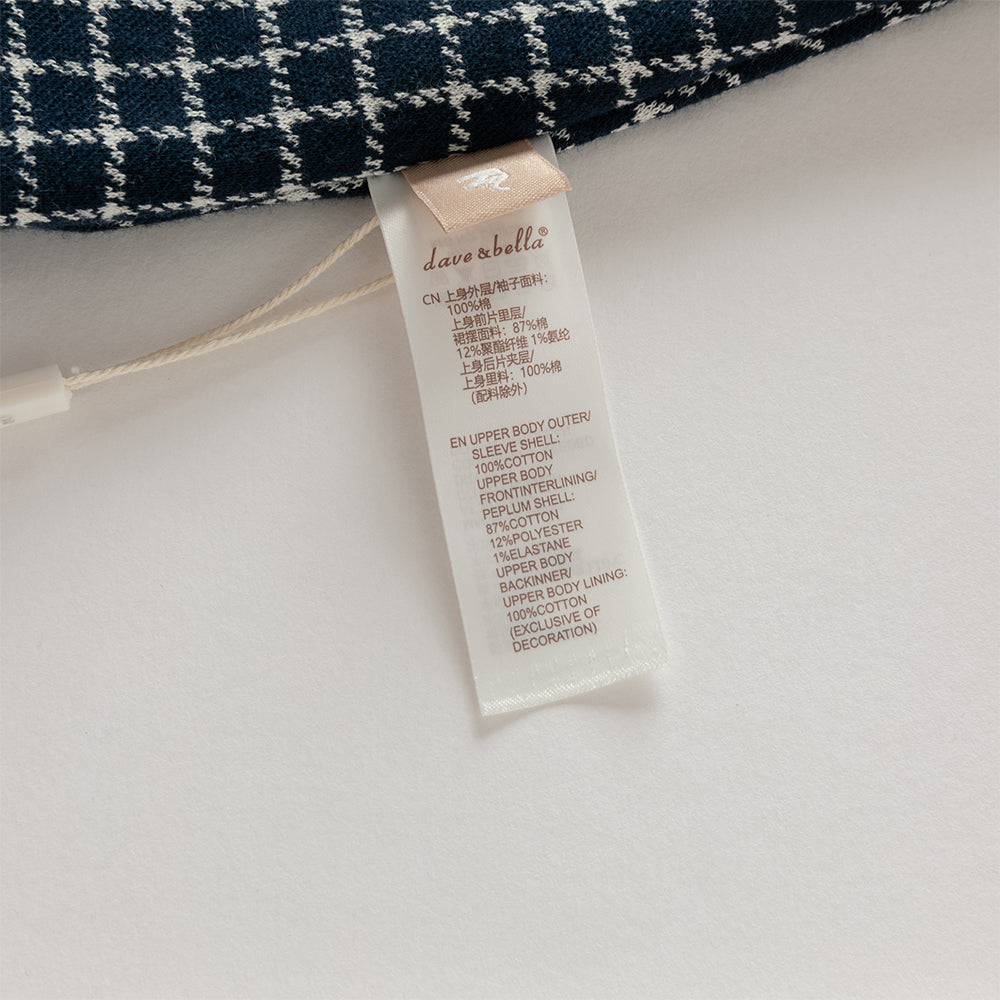 dave & bella®
CN 上身外层/袖子面料:
100%棉
上身前片里层/
裙摆面料: 87%棉
12%聚酯纤维 1%氨纶
上身后片夹层/
上身里料: 100%棉
(配料除外)
EN UPPER BODY OUTER/
SLEEVE SHELL:
100%COTTON
UPPER BODY
FRONTINTERLINING/
PEPLUM SHELL:
87%COTTON
12%POLYESTER
1%ELASTANE
UPPER BODY
BACKINNER/
UPPER BODY LINING:
100%COTTON
(EXCLUSIVE OF
DECORATION)